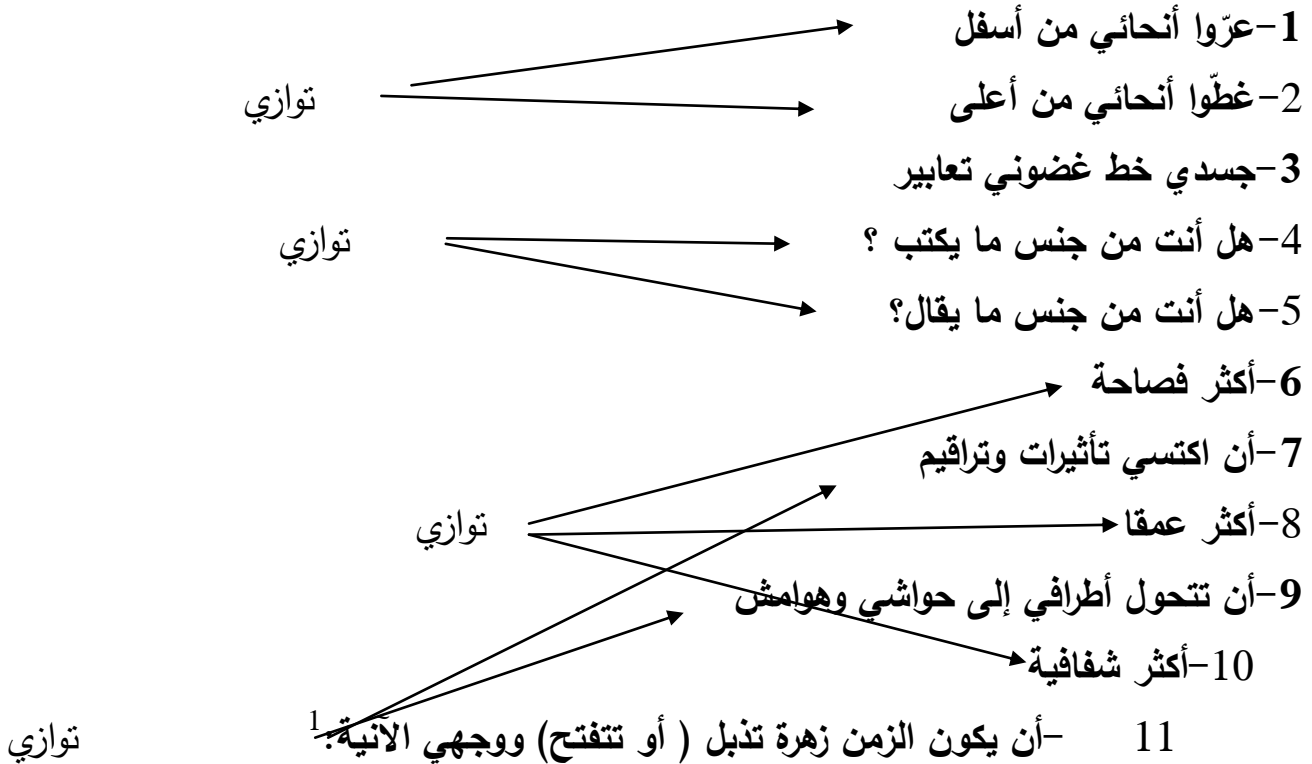 1-عرّوا أنحائي من أسفل
2-غطّوا أنحائي من أعلى
توازي
3-جسدي خط غضوني تعابير
4-هل أنت من جنس ما يكتب ؟
توازي
5-هل أنت من جنس ما يقال؟
6-أكثر فصاحة
7-أن اكتسي تأثيرات وتراقيم
8-أكثر عمقا
توازي
9-أن تتحول أطرافي إلى حواشي وهوامش
10-أكثر شفافية
11 -أن يكون الزمن زهرة تذبل ( أو تتفتح) ووجهي الآنية.1
توازي